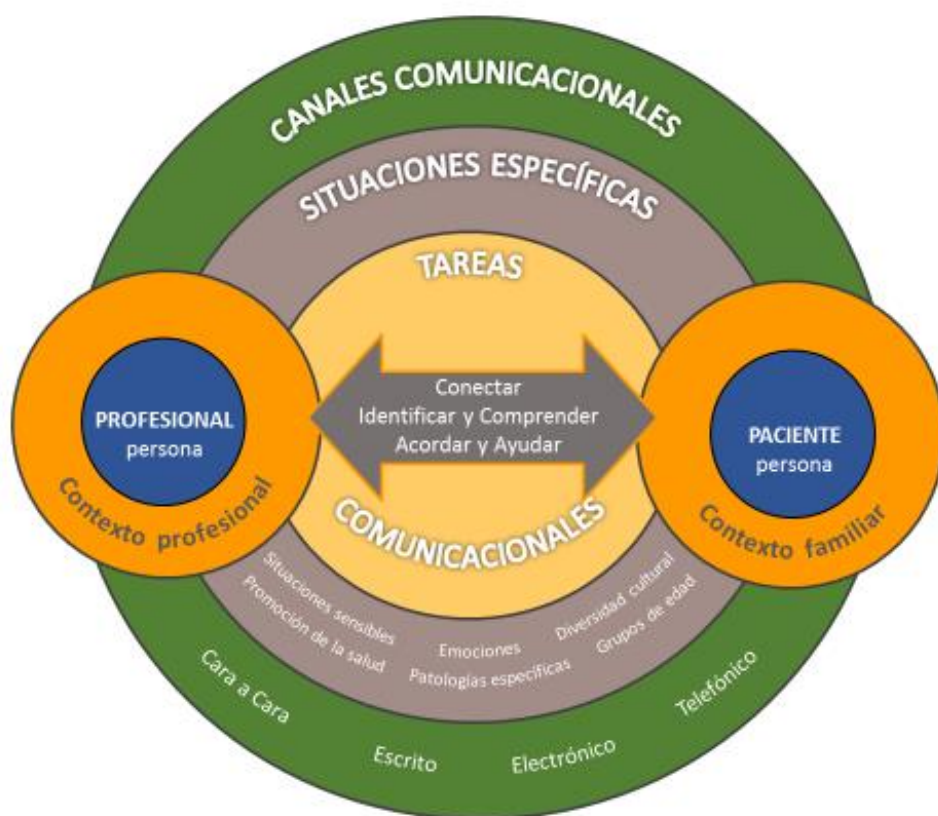 CANALES COMUNICACIONALES
SITUACIONES ESPECÍFICAS
TAREAS
Conectar
Identificar y Comprender
Acordar y Ayudar
PROFESIONAL
persona
Contexto profesional
PACIENTE
persona
Contexto familiar
COMUNICACIONALES
Situaciones sensibles
Promoción de la salud
Emociones
Patologías específicas
Diversidad cultural
Grupos de edad
Cara a Cara
Escrito
Electrónico
Telefónico